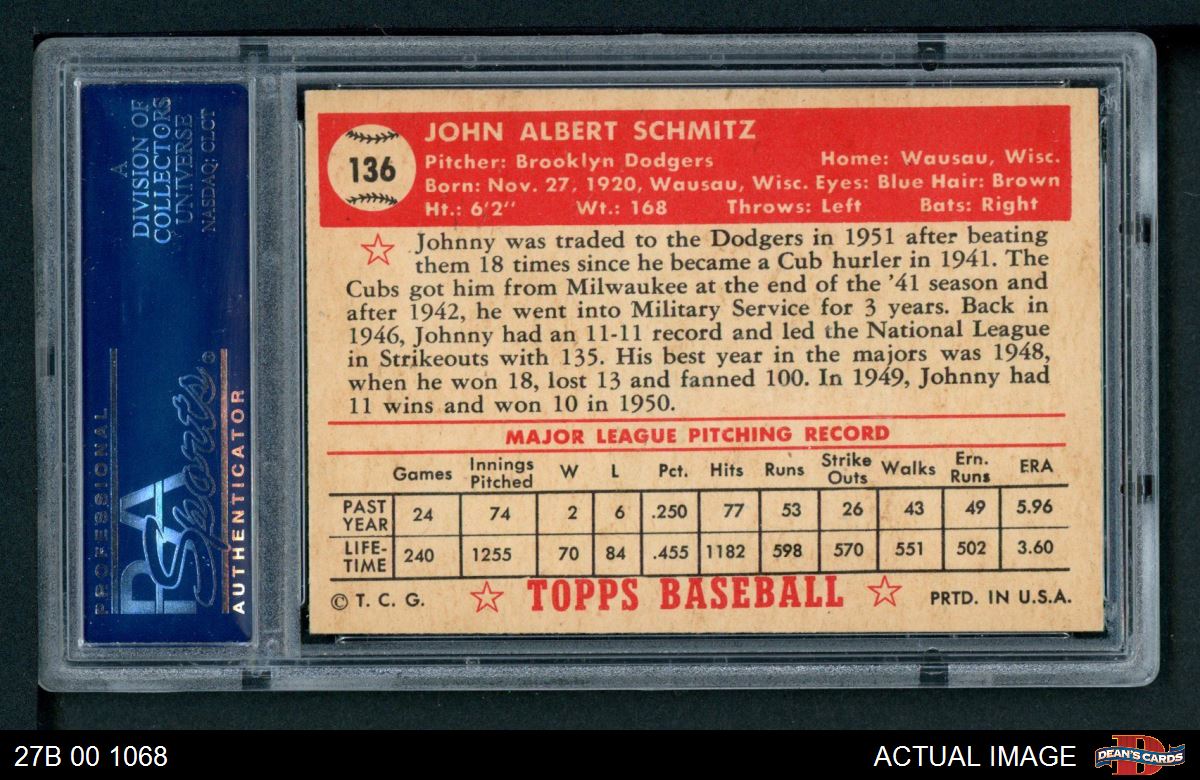 A
DIVISION OF
COLLECTORS
UNIVERSE
NASDAQ: CLCT
PROFESSIONAL
PSA
Sports®
AUTHENTICATOR
136
JOHN ALBERT SCHMITZ
Pitcher: Brooklyn Dodgers Home: Wausau, Wisc.
Born: Nov. 27, 1920, Wausau, Wisc. Eyes: Blue Hair: Brown
Ht.: 6'2'' Wt.: 168 Throws: Left Bats: Right
Johnny was traded to the Dodgers in 1951 after beating
them 18 times since he became a Cub hurler in 1941. The
Cubs got him from Milwaukee at the end of the '41 season and
after 1942, he went into Military Service for 3 years. Back in
1946, Johnny had an 11-11 record and led the National League
in Strikeouts with 135. His best year in the majors was 1948,
when he won 18, lost 13 and fanned 100. In 1949, Johnny had
11 wins and won 10 in 1950.
MAJOR LEAGUE PITCHING RECORD
Games Innings Pitched W L Pct. Hits Runs Strike Outs Walks Ern. Runs ERA
PAST YEAR 24 74 2 6 .250 77 53 26 43 49 5.96
LIFE-TIME 240 1255 70 84 .455 1182 598 570 551 502 3.60
© T. C. G. TOPPS BASEBALL PRTD. IN U.S.A.
27B 00 1068 ACTUAL IMAGE DEAN'S CARDS